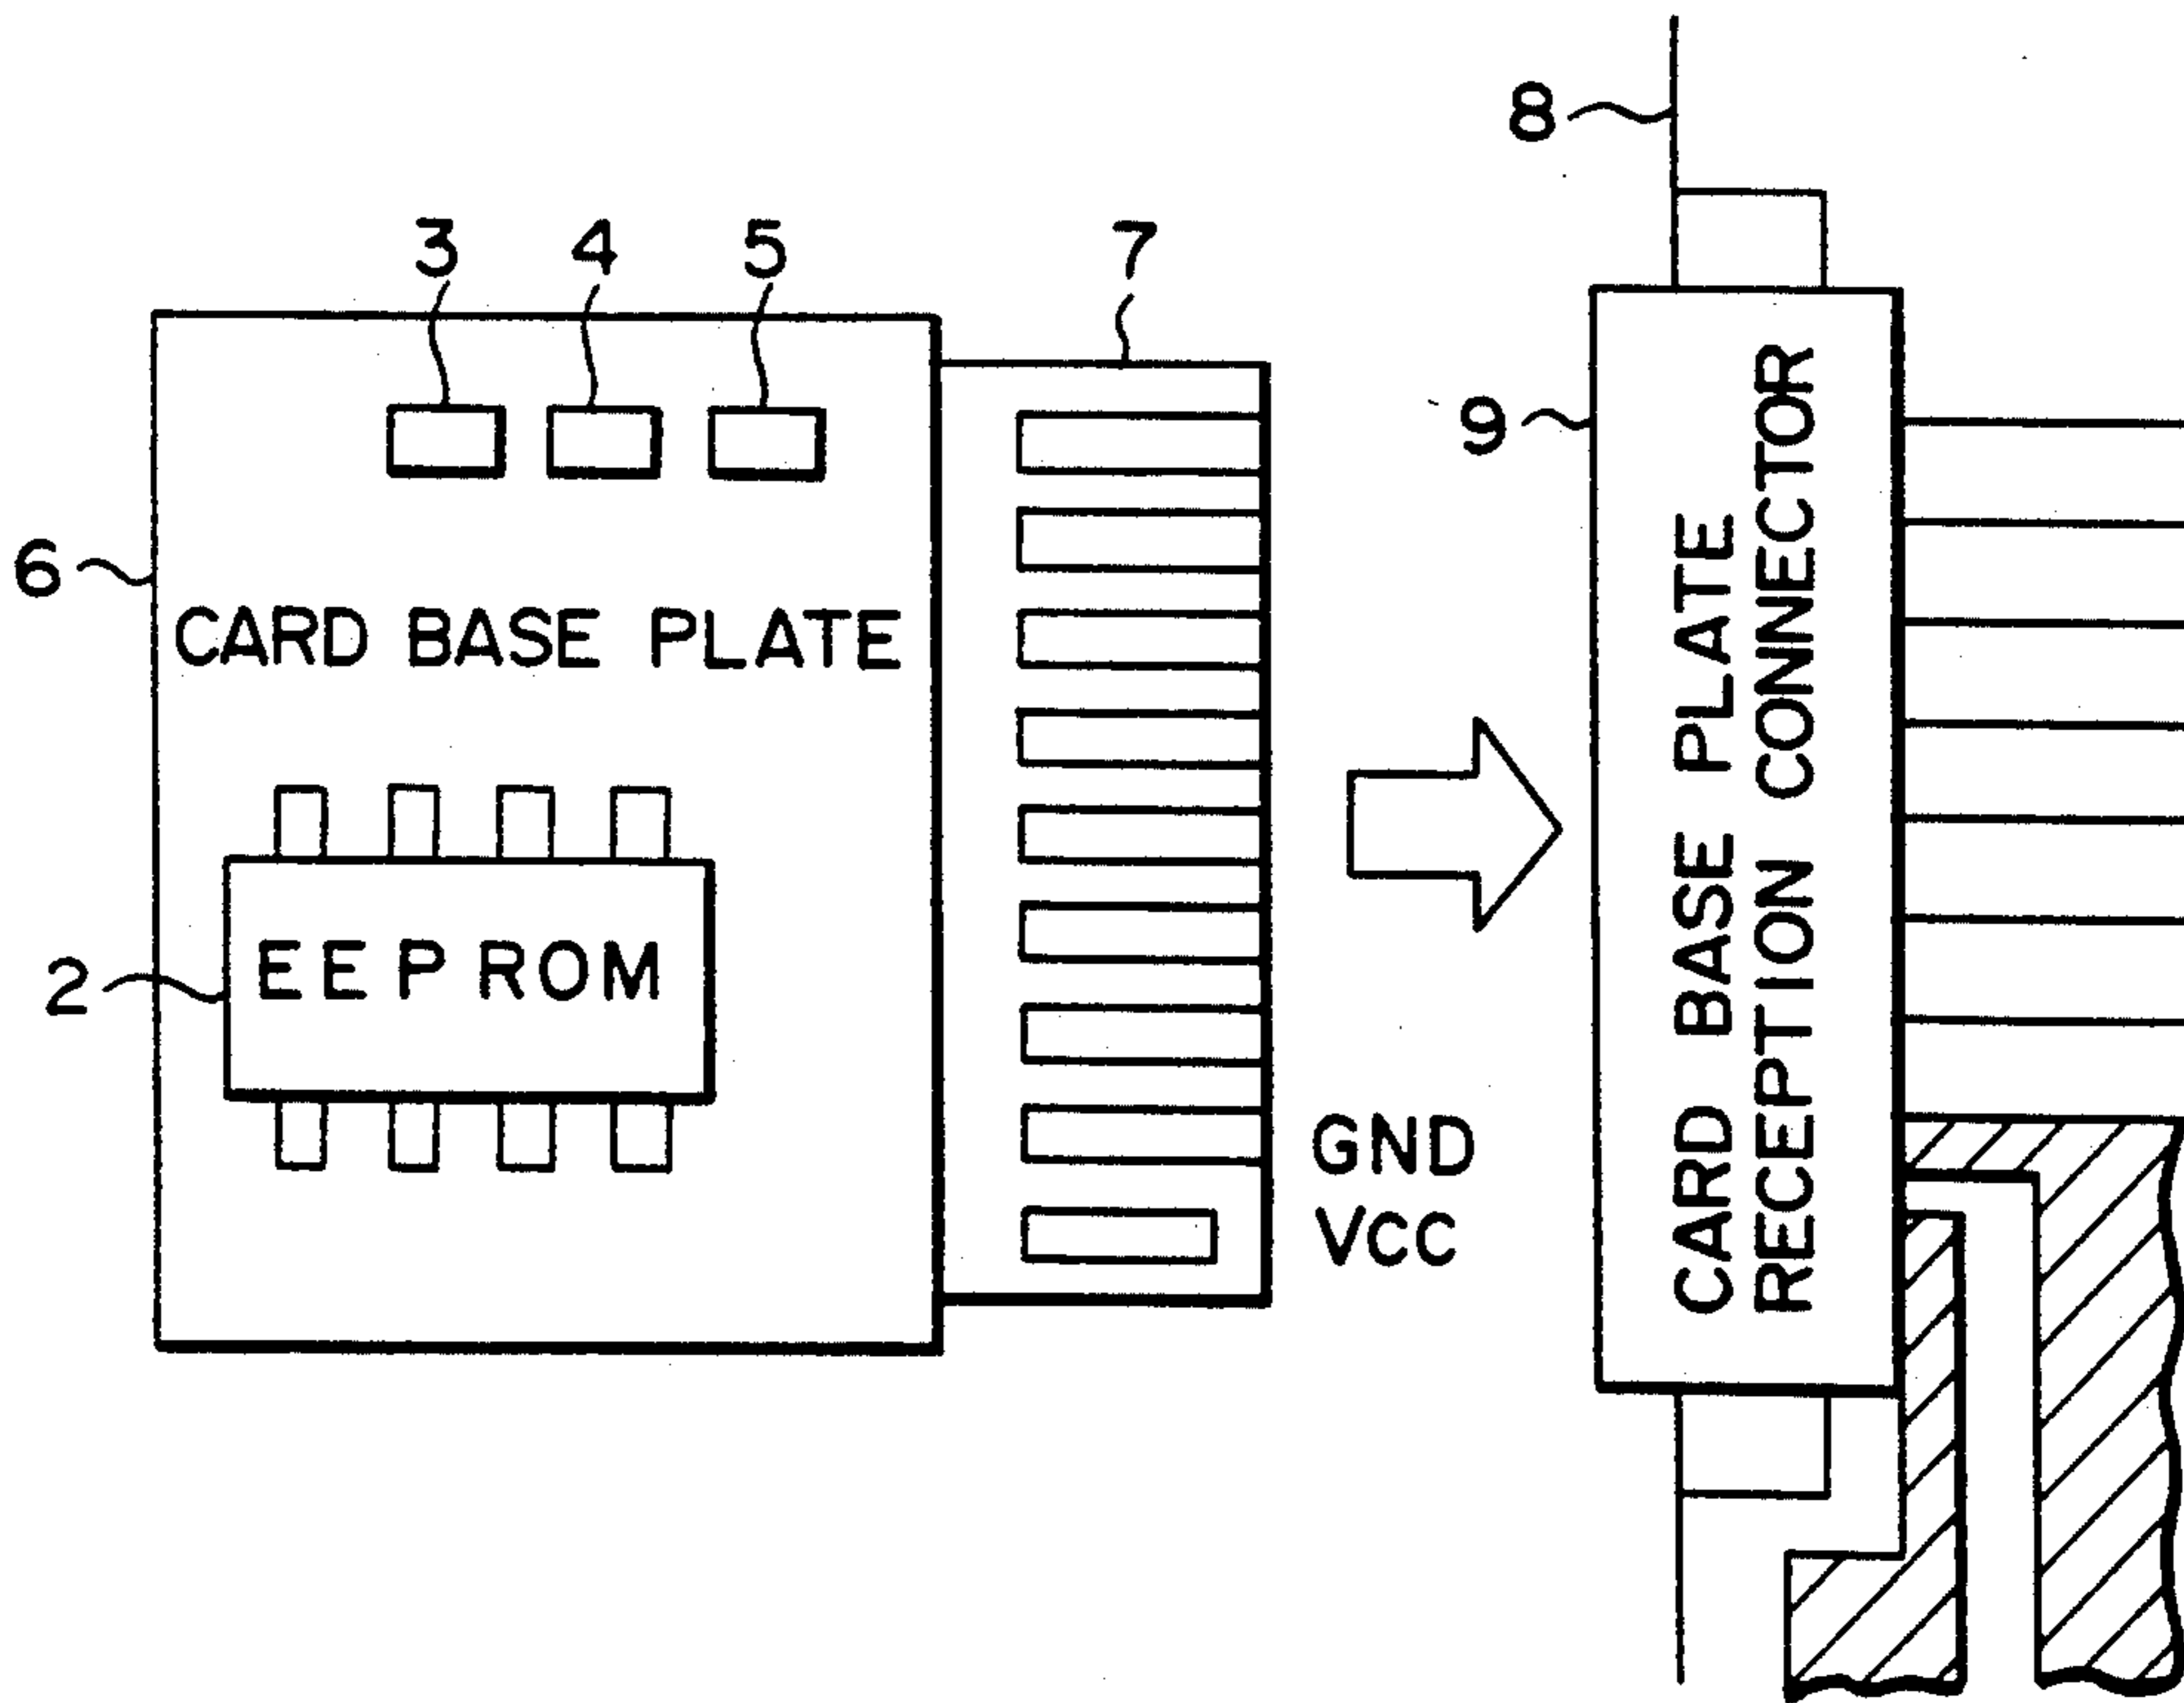 8
3 4 5 7
9
6
CARD BASE PLATE
EEPROM
2
GND
VCC
CARD BASE PLATE
RECEPTION CONNECTOR